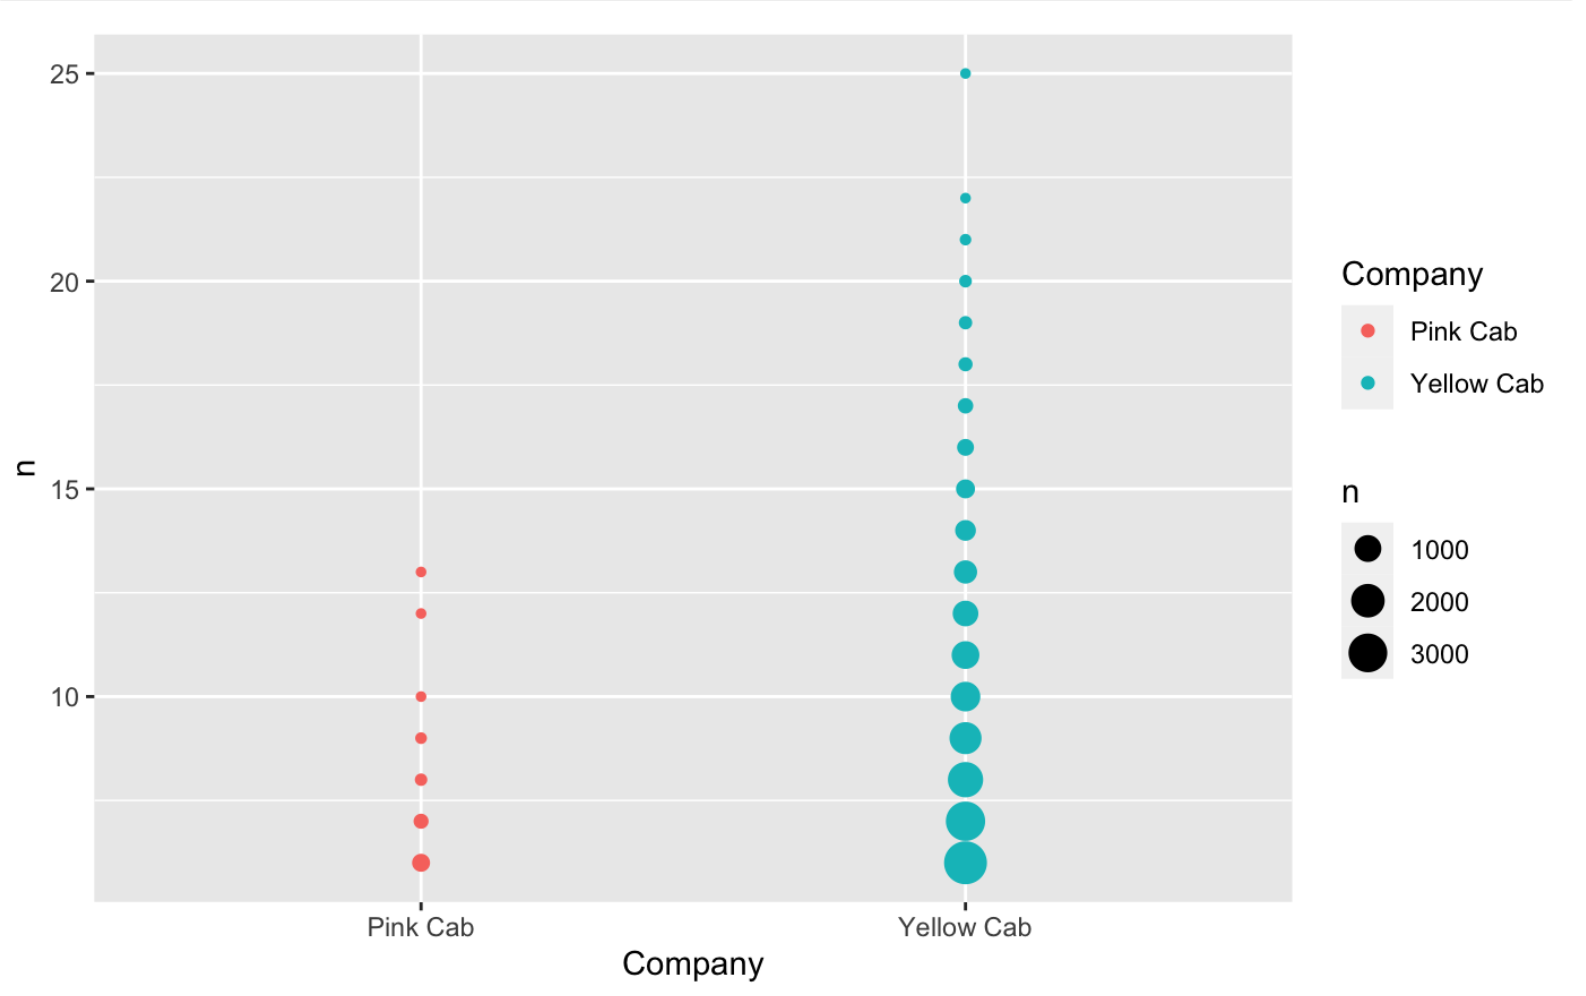 25
20
15
10
n
Pink Cab
Yellow Cab
Company
Company
Pink Cab
Yellow Cab
n
1000
2000
3000